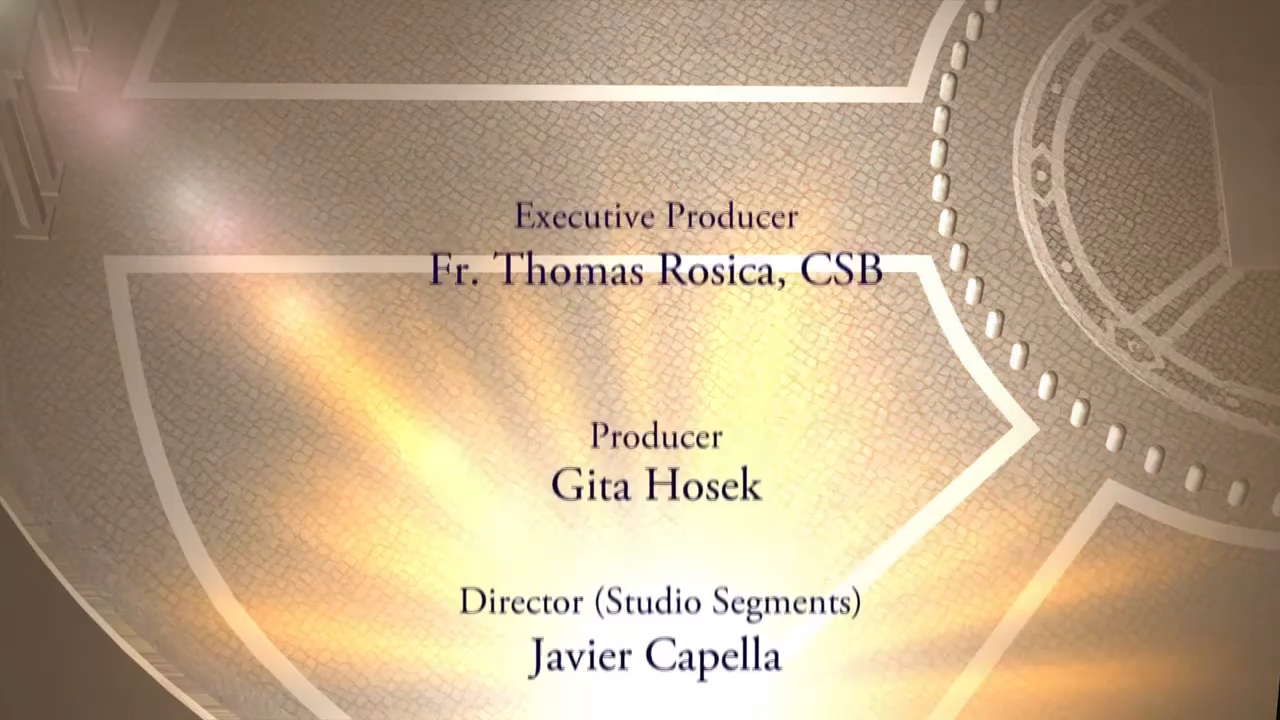 Executive Producer
Fr. Thomas Rosica, CSB
Producer
Gita Hosek
Director (Studio Segments)
Javier Capella